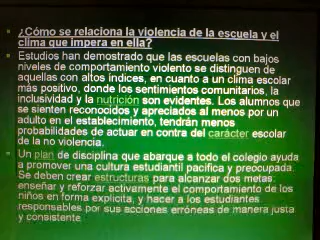 ¿Cómo se relaciona la violencia de la escuela y el
clima que impera en ella?
Estudios han demostrado que las escuelas con bajos
niveles de comportamiento violento se distinguen de
aquellas con altos índices, en cuanto a un clima escolar
más positivo, donde los sentimientos comunitarios, la
inclusividad y la nutrición son evidentes. Los alumnos que
se sienten reconocidos y apreciados al menos por un
adulto en el establecimiento, tendrán menos
probabilidades de actuar en contra del carácter escolar
de la no violencia.
Un plan de disciplina que abarque a todo el colegio ayuda
a promover una cultura estudiantil pacífica y preocupada.
Se deben crear estructuras para alcanzar dos metas:
enseñar y reforzar activamente el comportamiento de los
niños en forma explícita, y hacer a los estudiantes
responsables por sus acciones erróneas de manera justa
y consistente.